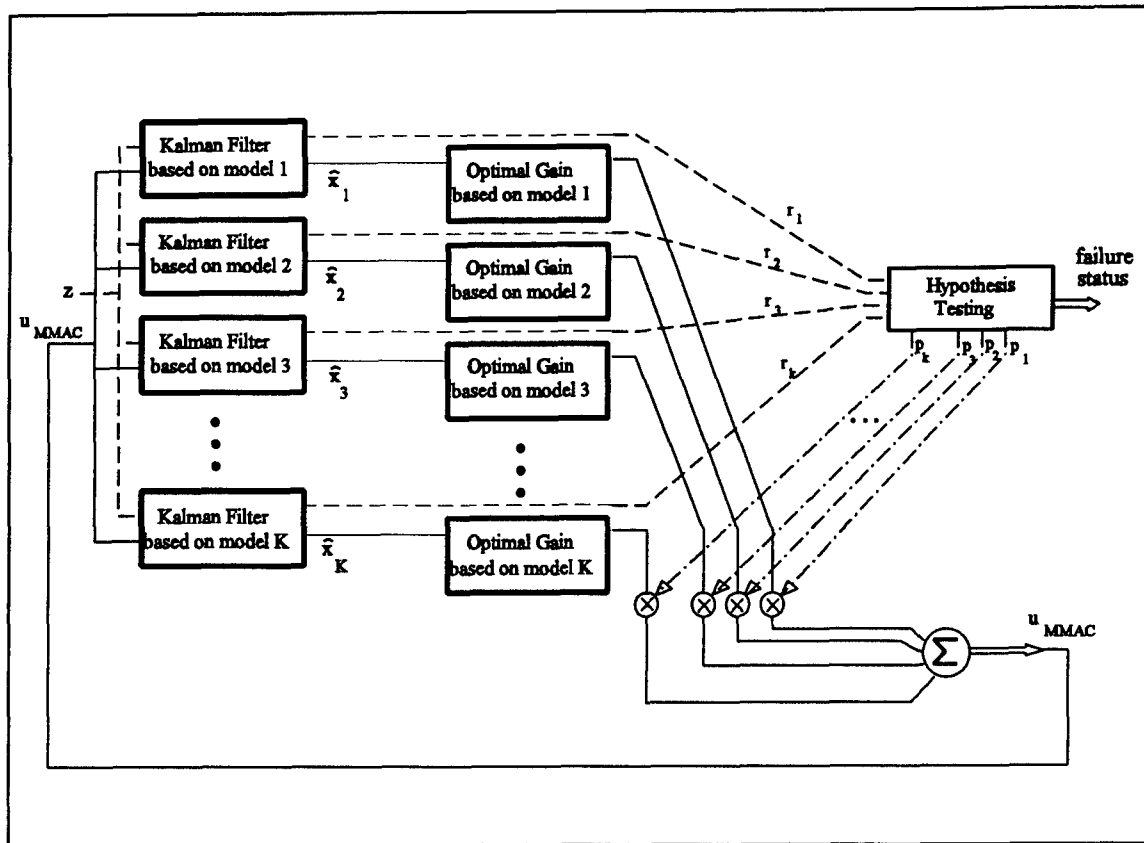 Kalman Filter
based on model 1
x̂₁
Optimal Gain
based on model 1
r₁
Kalman Filter
based on model 2
x̂₂
Optimal Gain
based on model 2
r₂
z
u MMAC
Kalman Filter
based on model 3
x̂₃
Optimal Gain
based on model 3
r₃
Hypothesis
Testing
failure
status
rₖ
pₖ
p₃
p₂
p₁
Kalman Filter
based on model K
x̂ K
Optimal Gain
based on model K
Σ
u MMAC